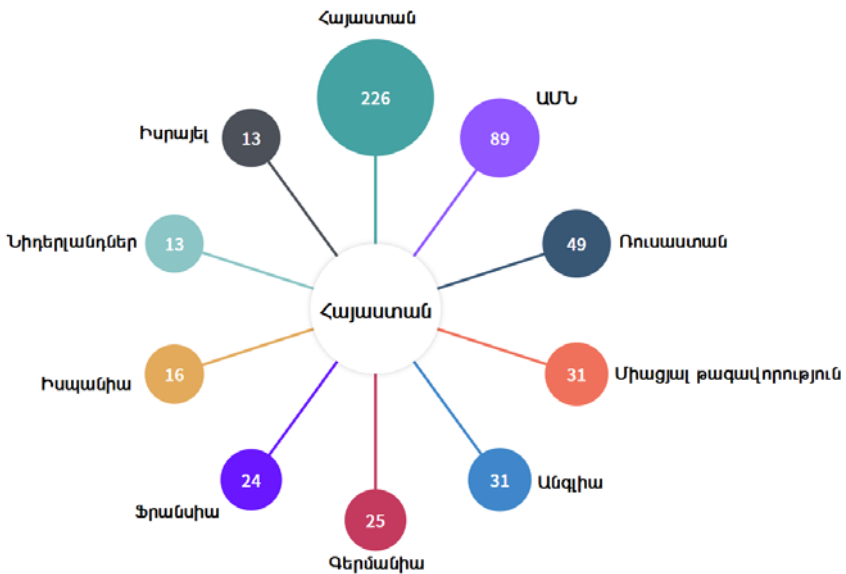 Հայաստան
226
ԱՄՆ
89
Իսրայել
13
Նիդերլանդներ
13
49
Ռուսաստան
Հայաստան
Իսպանիա
16
31
Միացյալ թագավորություն
Ֆրանսիա
24
31
Անգլիա
25
Գերմանիա